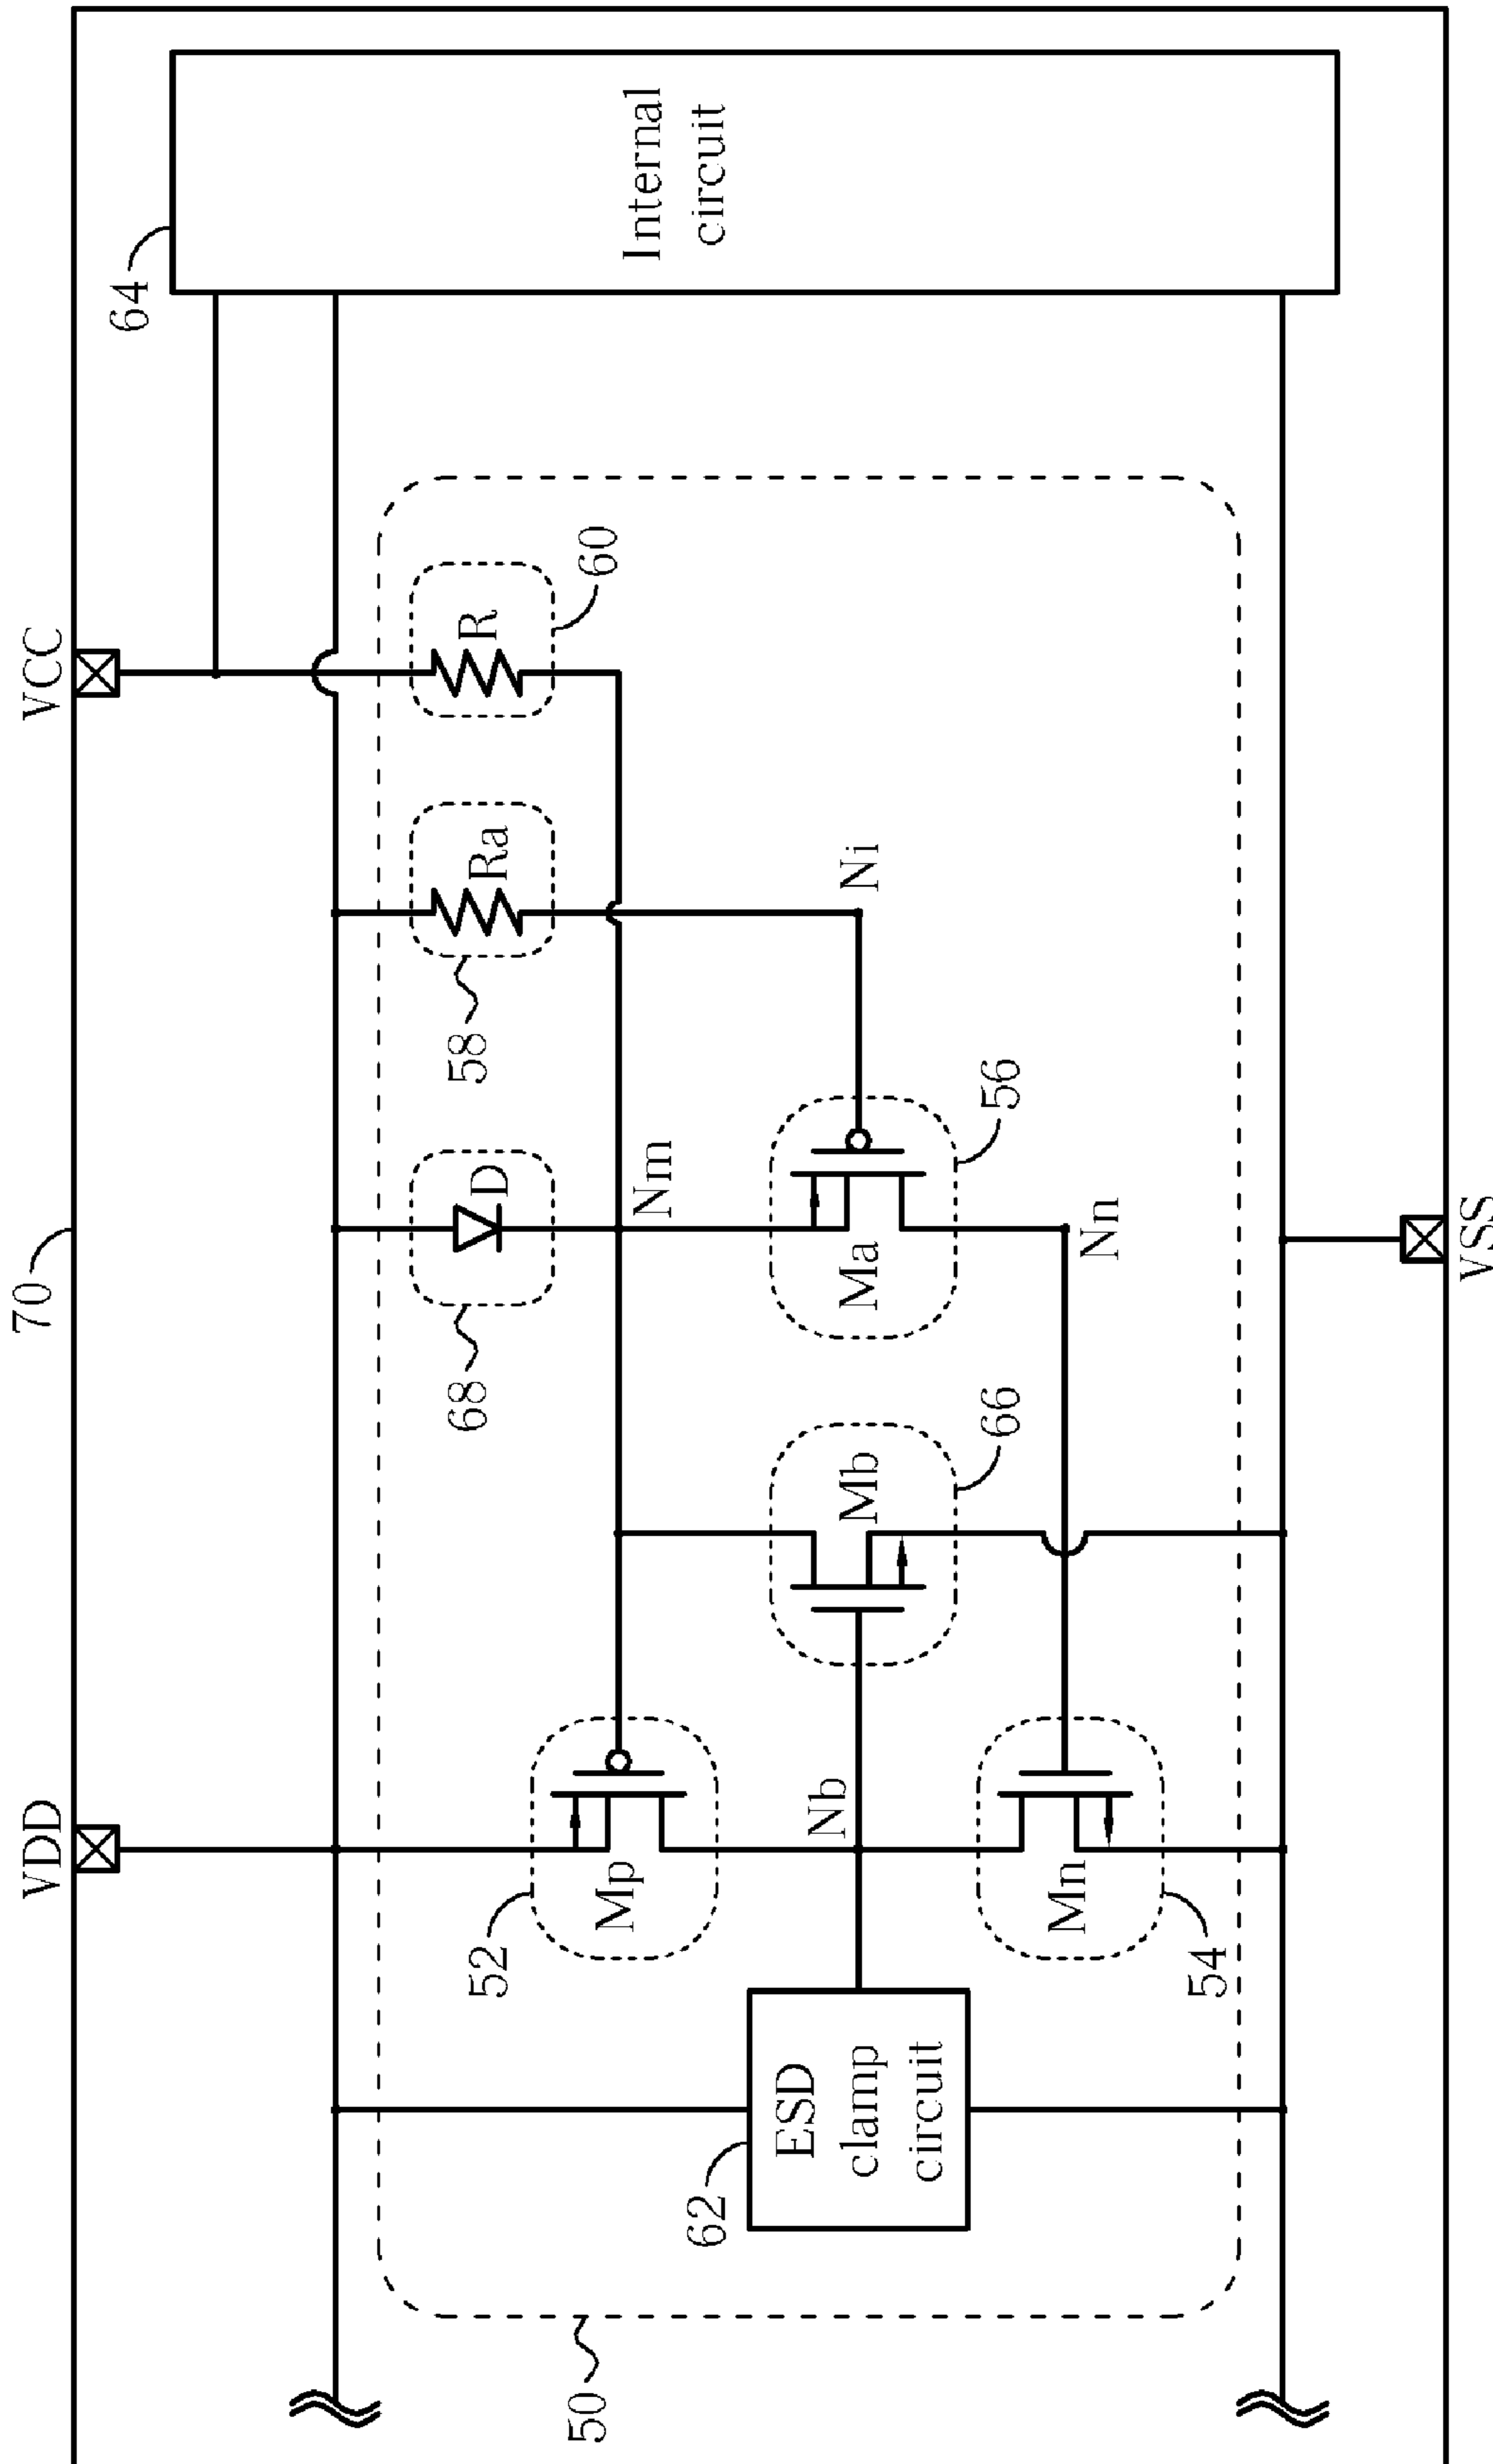 70
VDD
VCC
64
Internal
circuit
52
Mp
68
D
58
Ra
R
60
Nm
Ni
62
ESD
clamp
circuit
Nb
Mb
66
Ma
56
Nn
Mn
54
50
VSS